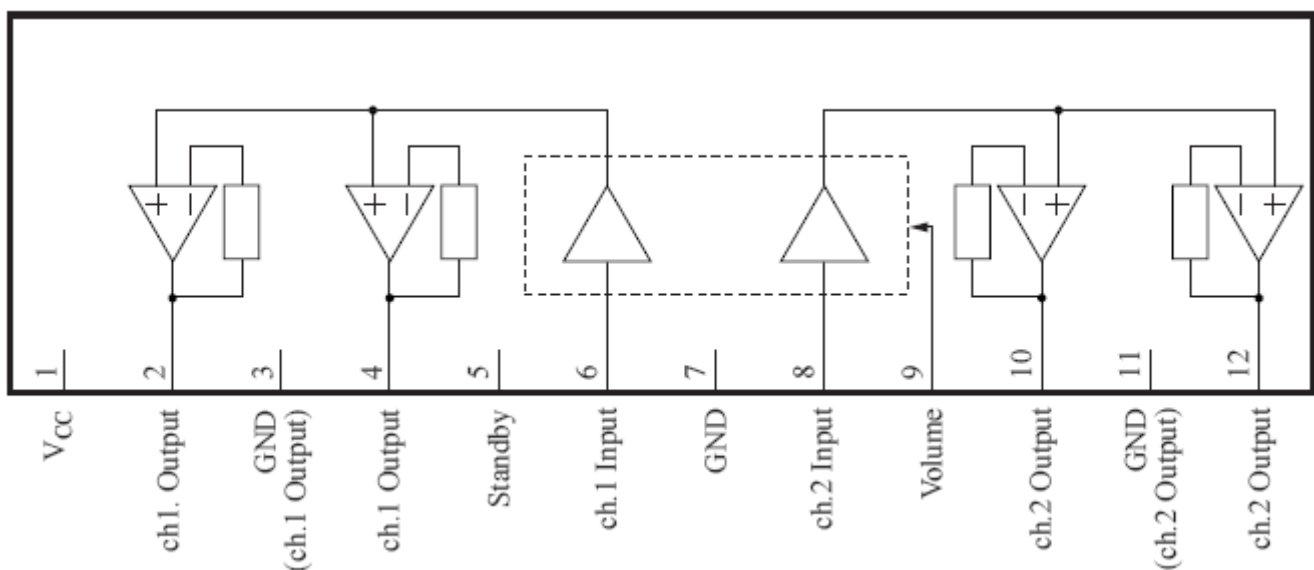 + −
+ −
− +
− +
1
2
3
4
5
6
7
8
9
10
11
12
VCC
ch1. Output
GND
(ch.1 Output)
ch.1 Output
Standby
ch.1 Input
GND
ch.2 Input
Volume
ch.2 Output
GND
(ch.2 Output)
ch.2 Output